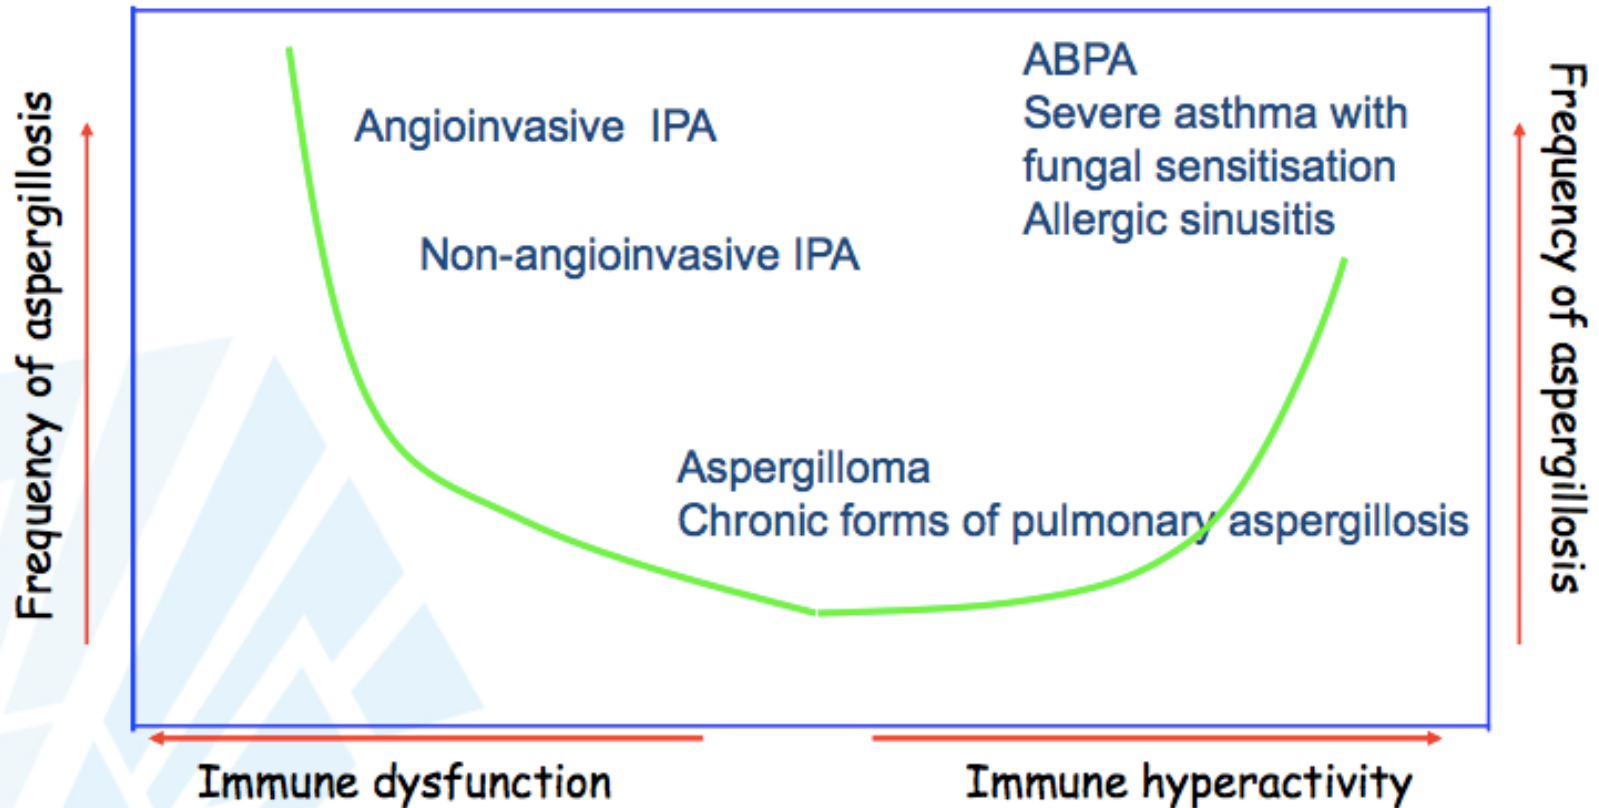 Frequency of aspergillosis
Angioinvasive  IPA
Non-angioinvasive IPA
ABPA
Severe asthma with
fungal sensitisation
Allergic sinusitis
Aspergilloma
Chronic forms of pulmonary aspergillosis
Frequency of aspergillosis
Immune dysfunction
Immune hyperactivity